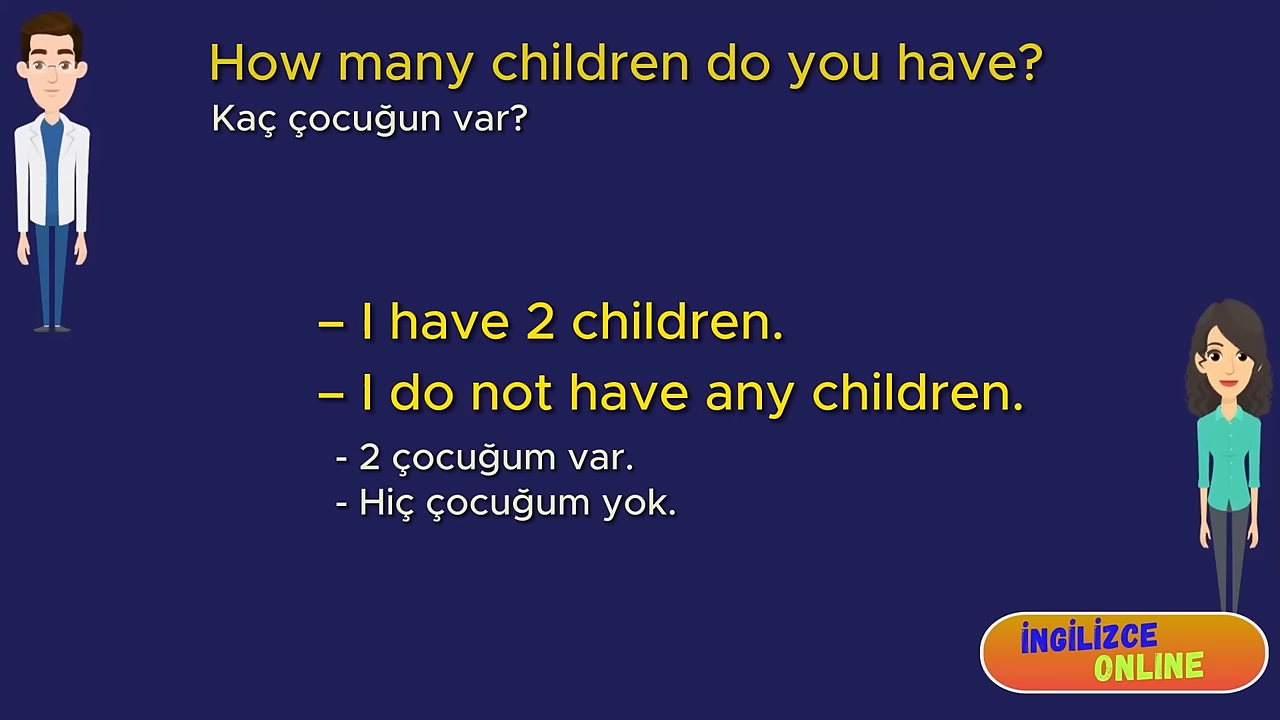 How many children do you have?
Kaç çocuğun var?
– I have 2 children.
– I do not have any children.
- 2 çocuğum var.
- Hiç çocuğum yok.
İNGİLİZCE
ONLINE